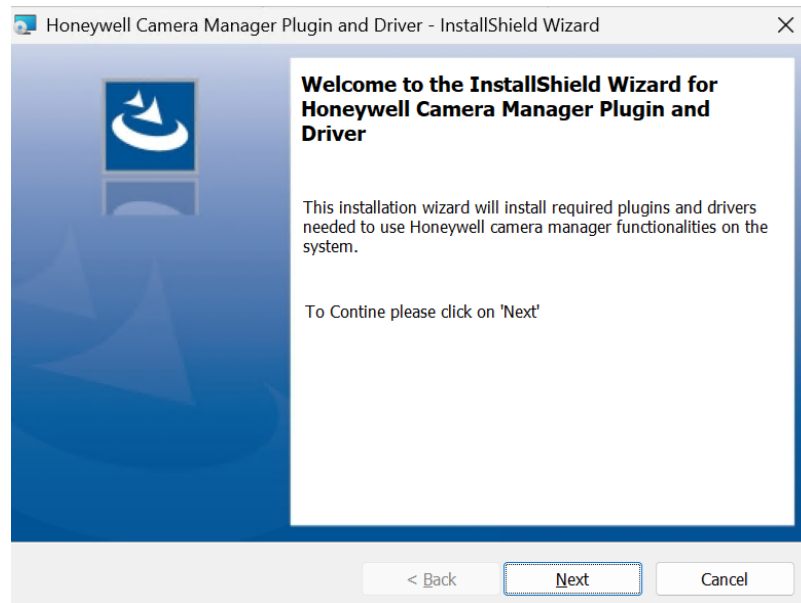 Honeywell Camera Manager Plugin and Driver - InstallShield Wizard
Welcome to the InstallShield Wizard for
Honeywell Camera Manager Plugin and
Driver
This installation wizard will install required plugins and drivers
needed to use Honeywell camera manager functionalities on the
system.
To Contine please click on 'Next'
< Back Next Cancel